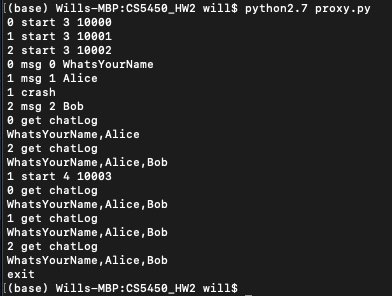 [(base) Wills-MBP:CS5450_HW2 will$ python2.7 proxy.py
0 start 3 10000
1 start 3 10001
2 start 3 10002
0 msg 0 WhatsYourName
1 msg 1 Alice
1 crash
2 msg 2 Bob
0 get chatLog
WhatsYourName,Alice
2 get chatLog
WhatsYourName,Alice,Bob
1 start 4 10003
0 get chatLog
WhatsYourName,Alice,Bob
1 get chatLog
WhatsYourName,Alice,Bob
2 get chatLog
WhatsYourName,Alice,Bob
exit
[(base) Wills-MBP:CS5450_HW2 will$ _